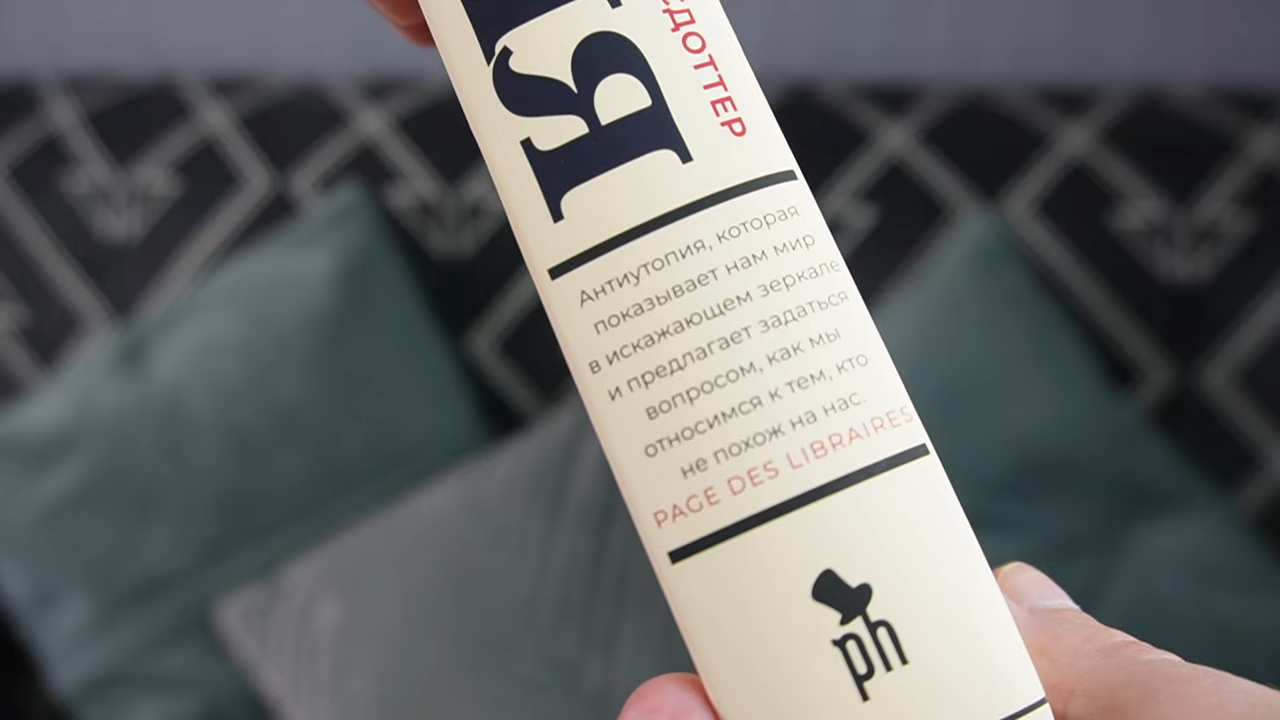 СДОТТЕР
Антиутопия, которая
показывает нам мир
в искажающем зеркале
и предлагает задаться
вопросом, как мы
относимся к тем, кто
не похож на нас.
PAGE DES LIBRAIRES
ph